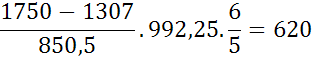 (1750 − 1307)/850,5 . 992,25 . 6/5 = 620